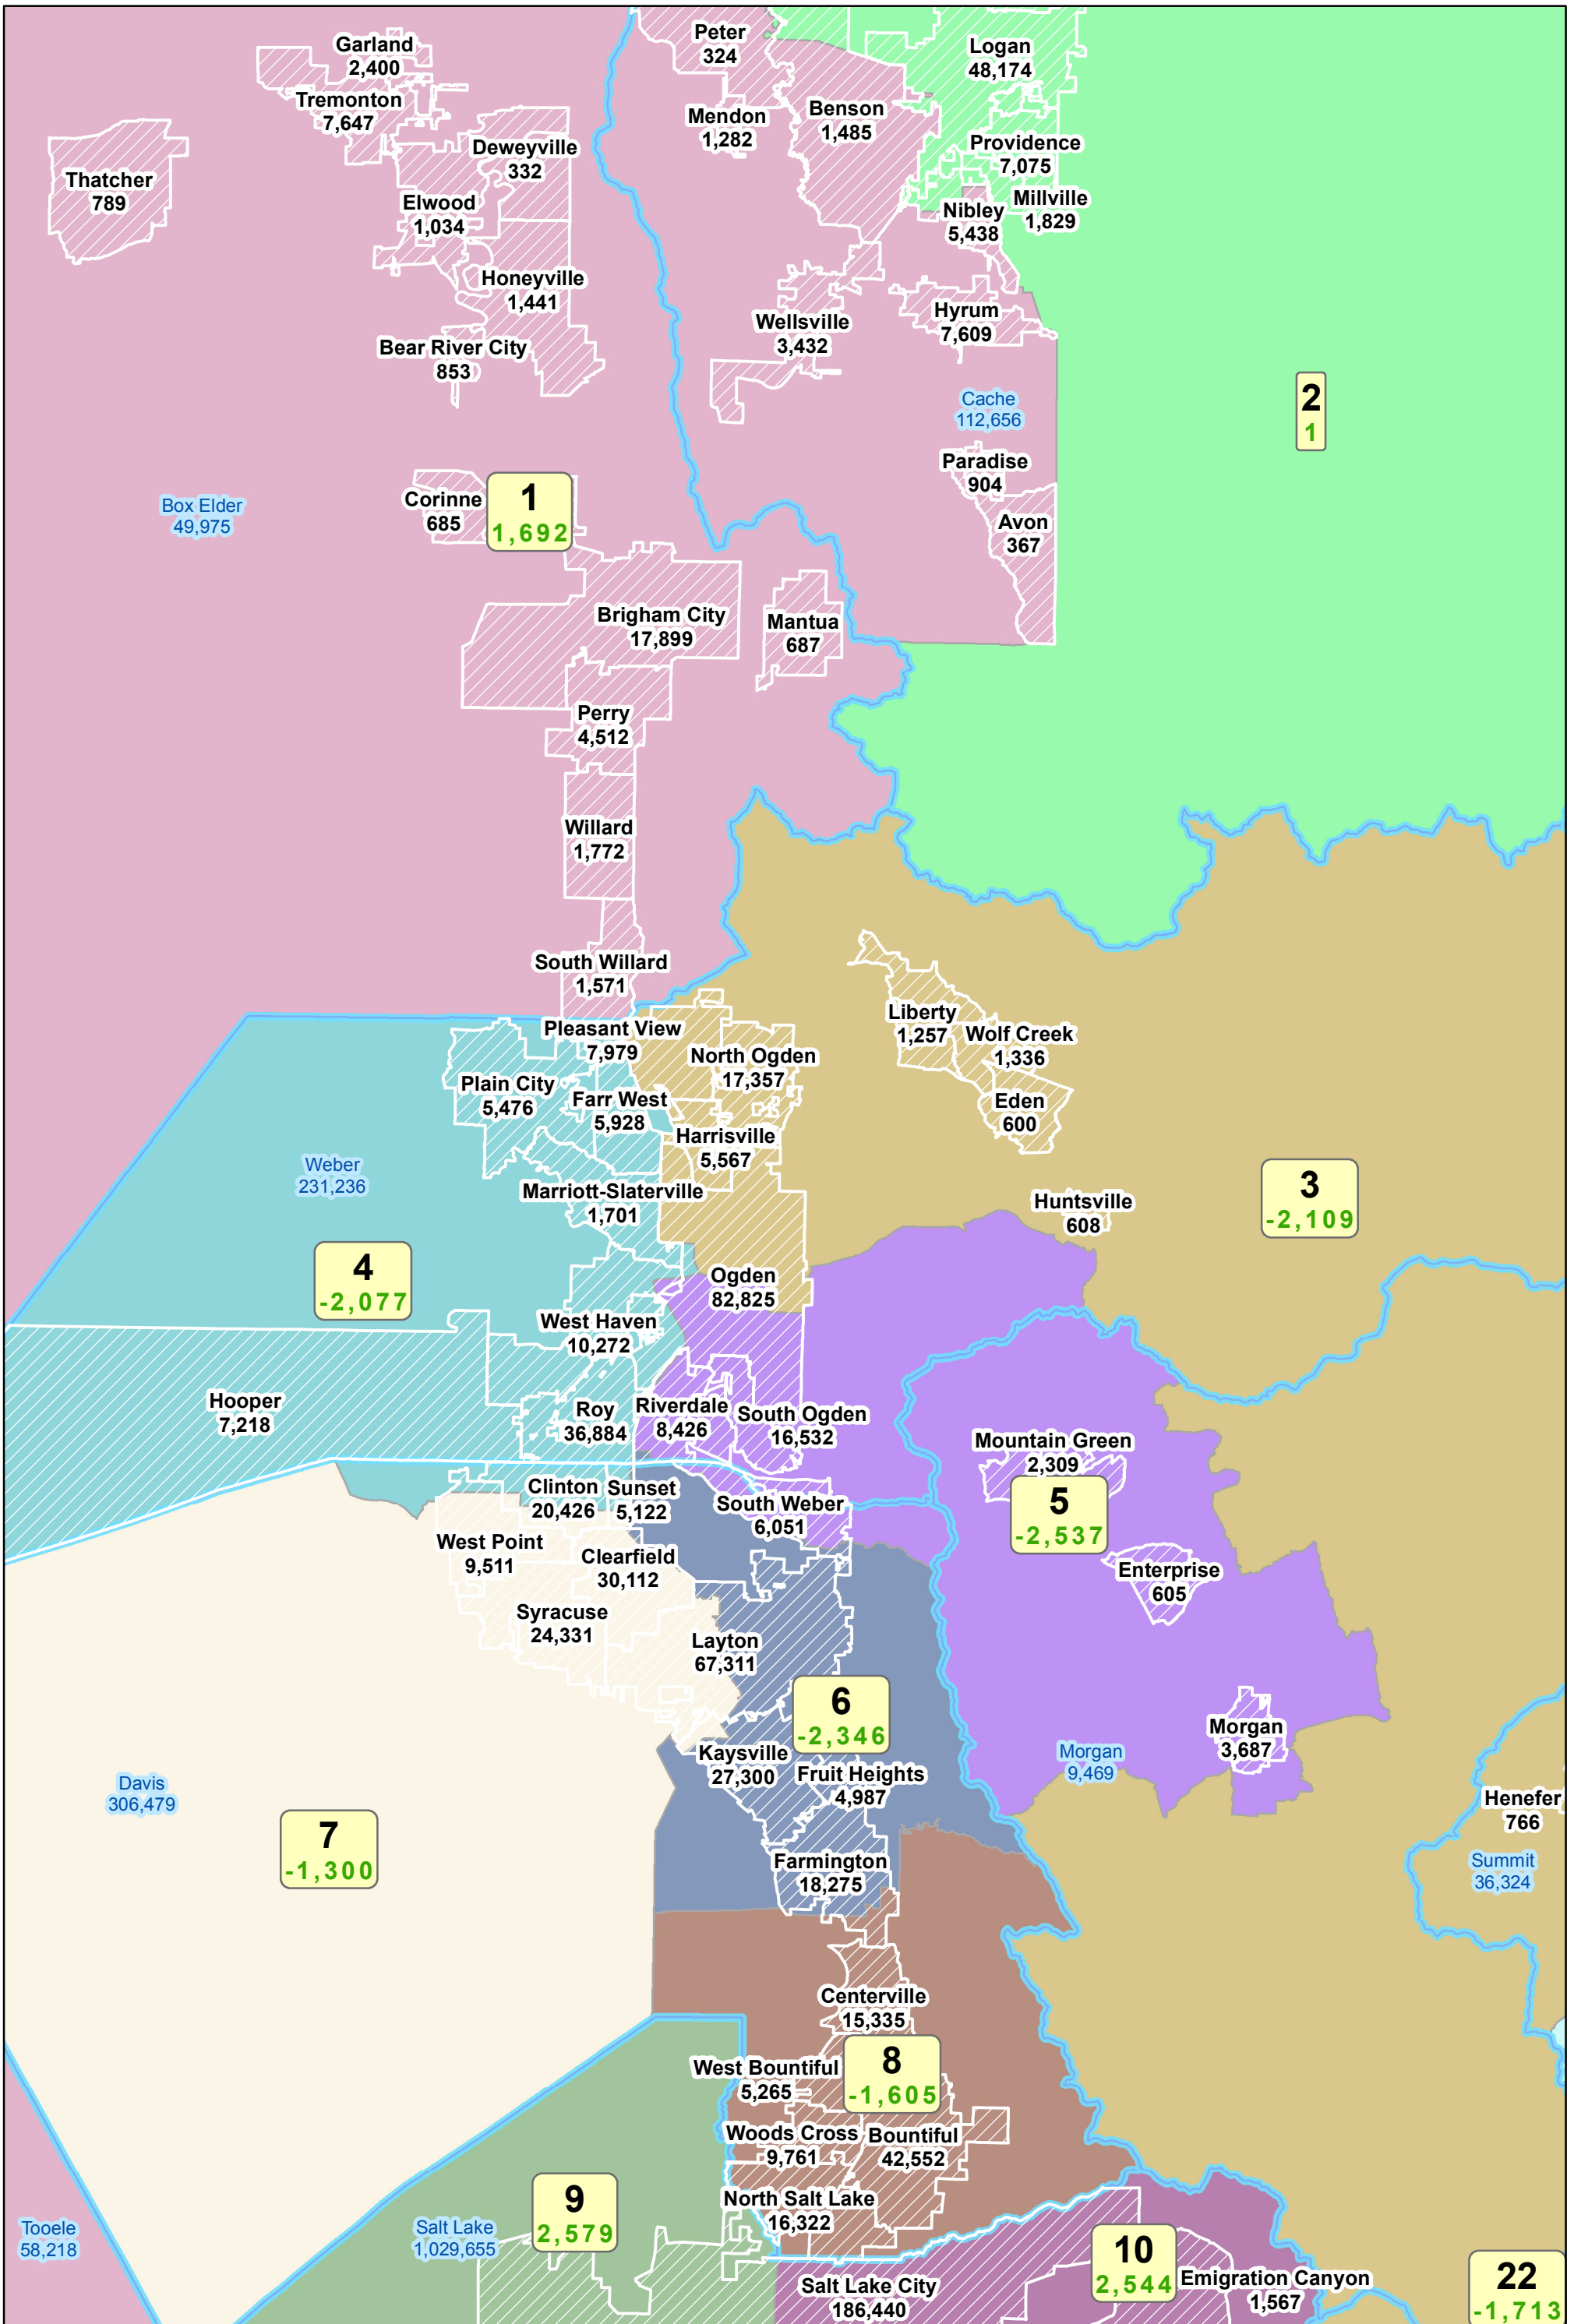 Peter
324
Garland
2,400
Logan
48,174
Tremonton
7,647
Mendon
1,282
Benson
1,485
Deweyville
332
Providence
7,075
Thatcher
789
Elwood
1,034
Nibley
5,438
Millville
1,829
Honeyville
1,441
Wellsville
3,432
Hyrum
7,609
Bear River City
853
Cache
112,656
2
1
Paradise
904
Box Elder
49,975
Corinne
685
1
1,692
Avon
367
Brigham City
17,899
Mantua
687
Perry
4,512
Willard
1,772
South Willard
1,571
Liberty
1,257
Wolf Creek
1,336
Pleasant View
7,979
North Ogden
17,357
Plain City
5,476
Farr West
5,928
Eden
600
Harrisville
5,567
Weber
231,236
Marriott-Slaterville
1,701
Huntsville
608
3
-2,109
4
-2,077
Ogden
82,825
West Haven
10,272
Hooper
7,218
Roy
36,884
Riverdale
8,426
South Ogden
16,532
Mountain Green
2,309
5
-2,537
Clinton
20,426
Sunset
5,122
South Weber
6,051
West Point
9,511
Clearfield
30,112
Enterprise
605
Syracuse
24,331
Layton
67,311
6
-2,346
Morgan
3,687
Kaysville
27,300
Fruit Heights
4,987
Morgan
9,469
Davis
306,479
Henefer
766
7
-1,300
Farmington
18,275
Summit
36,324
Centerville
15,335
West Bountiful
5,265
8
-1,605
Woods Cross
9,761
Bountiful
42,552
North Salt Lake
16,322
9
2,579
Tooele
58,218
Salt Lake
1,029,655
10
2,544
Salt Lake City
186,440
Emigration Canyon
1,567
22
-1,713